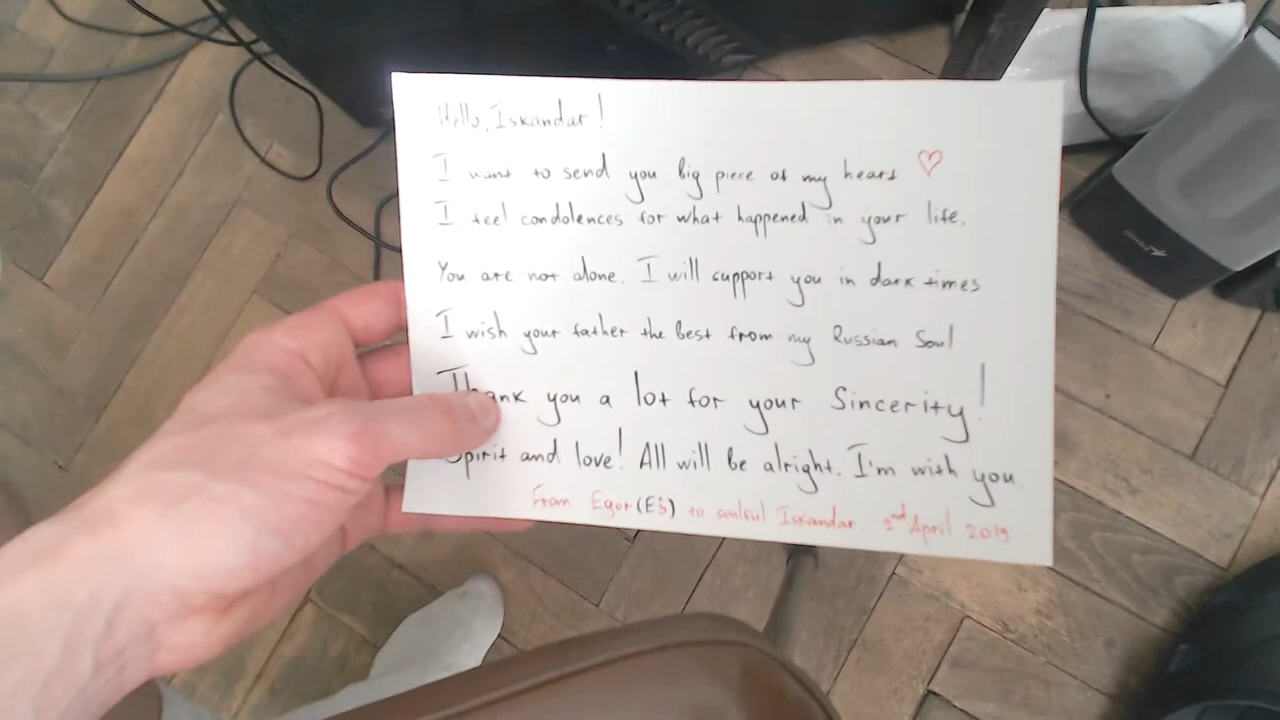 Hello, Iskandar!
I want to send you big piece of my heart ♡
I feel condolences for what happened in your life.
You are not alone. I will support you in dark times
I wish your father the best from my Russian Soul
Thank you a lot for your Sincerity!
Spirit and love! All will be alright. I'm with you
From Egor (E's) to soulful Iskandar. 2nd April 2019
Genius